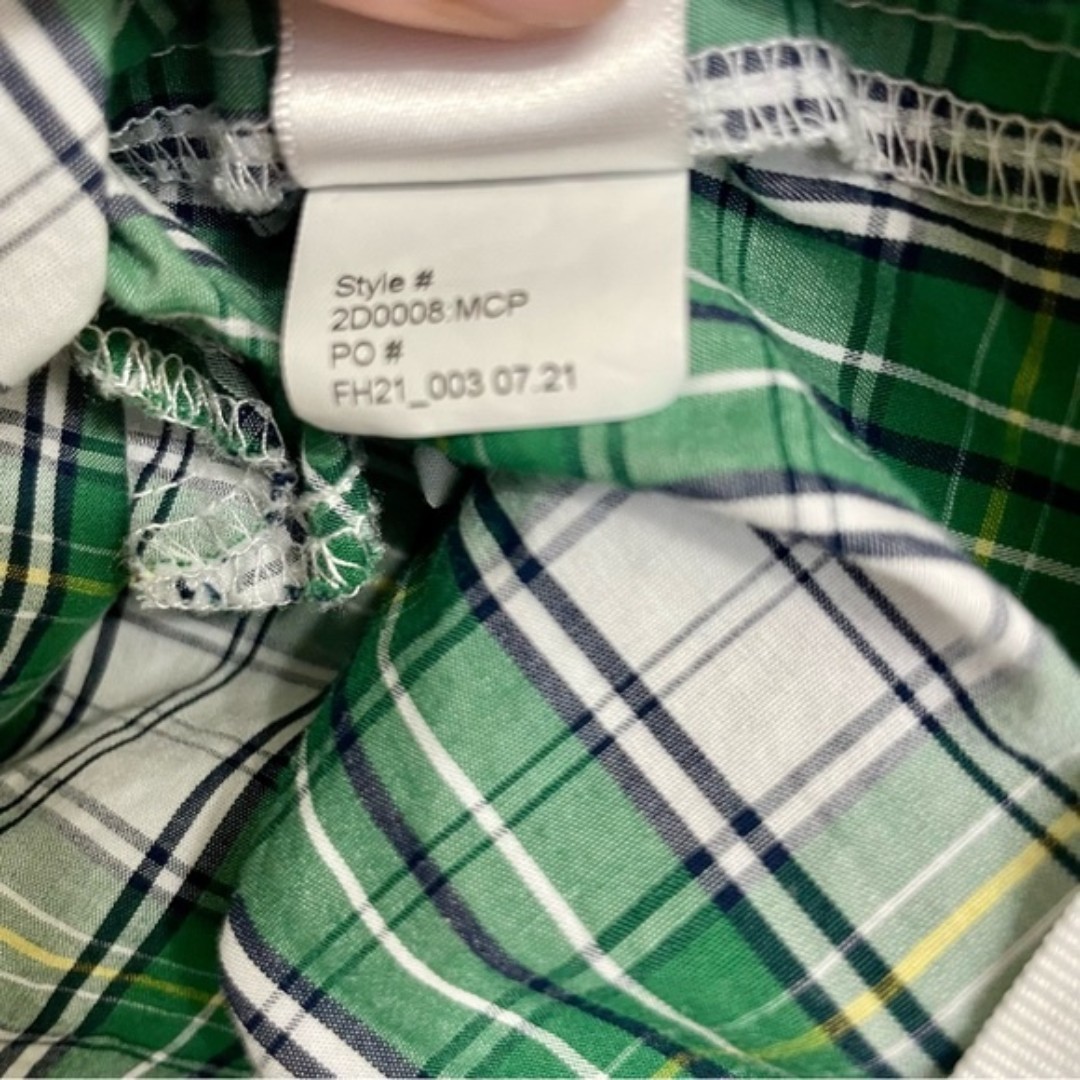 Style #
2D0008:MCP
PO #
FH21_003 07.21